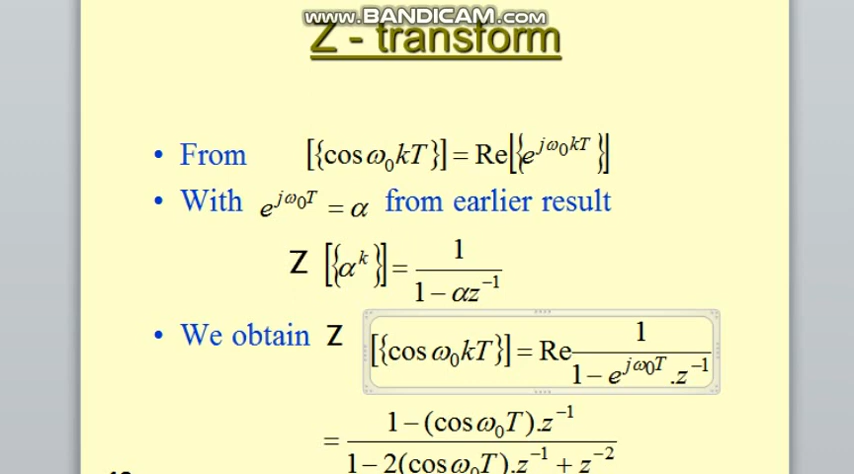 www.BANDICAM.com
Z - transform
• From [{cos ω₀kT}] = Re[{e^{jω₀kT}}]
• With e^{jω₀T} = α from earlier result
Z [{α^k}] = 1 / (1 − αz⁻¹)
• We obtain Z [{cos ω₀kT}] = Re 1 / (1 − e^{jω₀T}.z⁻¹)
= (1 − (cos ω₀T).z⁻¹) / (1 − 2(cos ω₀T).z⁻¹ + z⁻²)